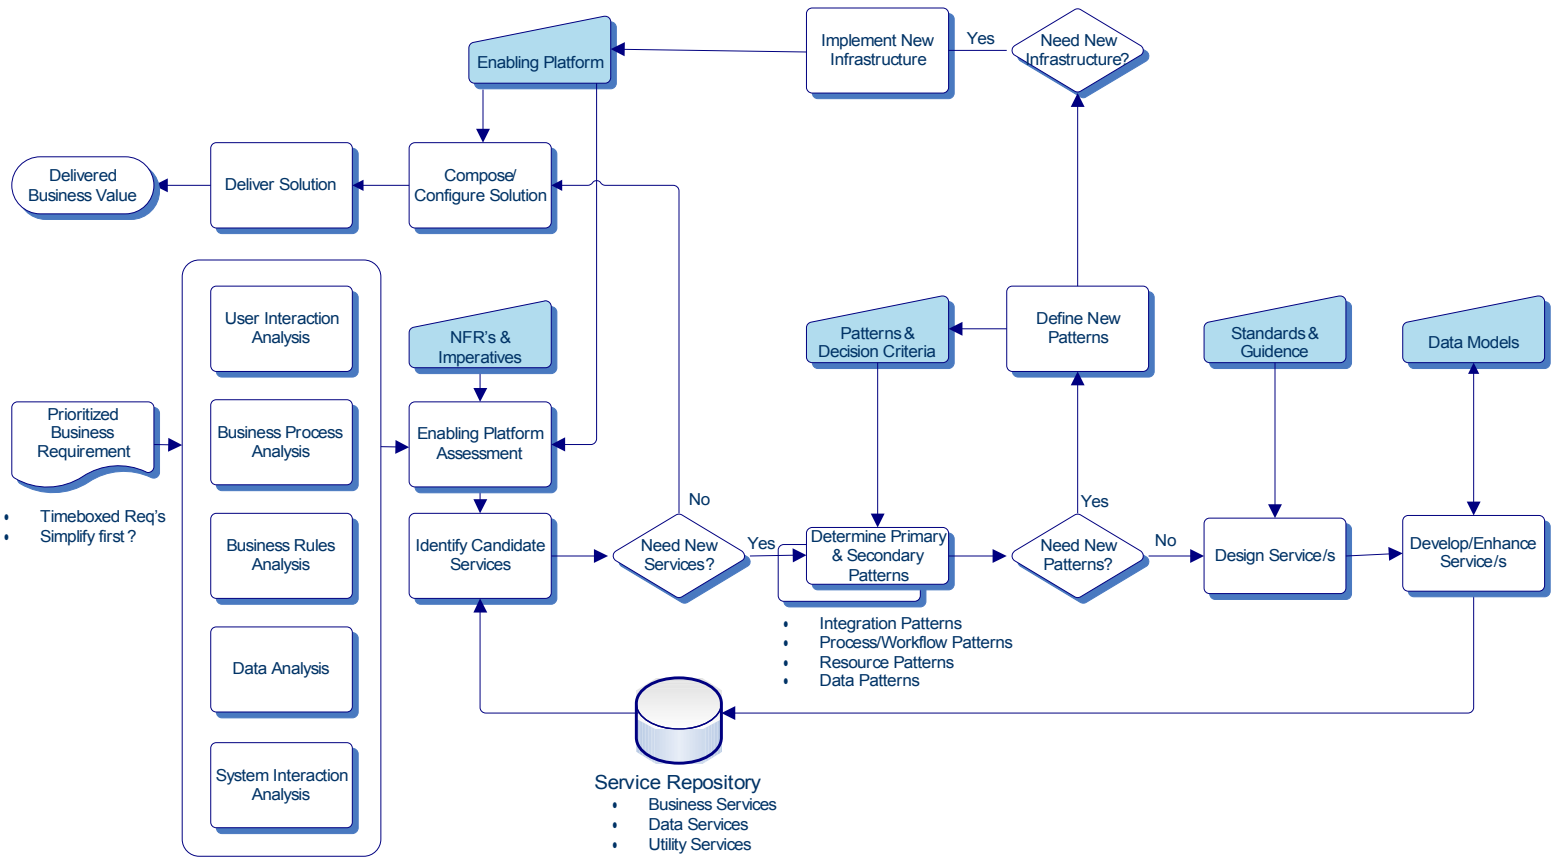 Implement New
Infrastructure
Yes
Need New
Infrastructure?
Enabling Platform
Delivered
Business Value
Deliver Solution
Compose/
Configure Solution
User Interaction
Analysis
NFR's &
Imperatives
Patterns &
Decision Criteria
Define New
Patterns
Standards &
Guidence
Data Models
Prioritized
Business
Requirement
Business Process
Analysis
Enabling Platform
Assessment
• Timeboxed Req's
• Simplify first ?
No
Yes
Business Rules
Analysis
Identify Candidate
Services
Need New
Services?
Yes
Determine Primary
& Secondary
Patterns
Need New
Patterns?
No
Design Service/s
Develop/Enhance
Service/s
• Integration Patterns
• Process/Workflow Patterns
• Resource Patterns
• Data Patterns
Data Analysis
System Interaction
Analysis
Service Repository
• Business Services
• Data Services
• Utility Services